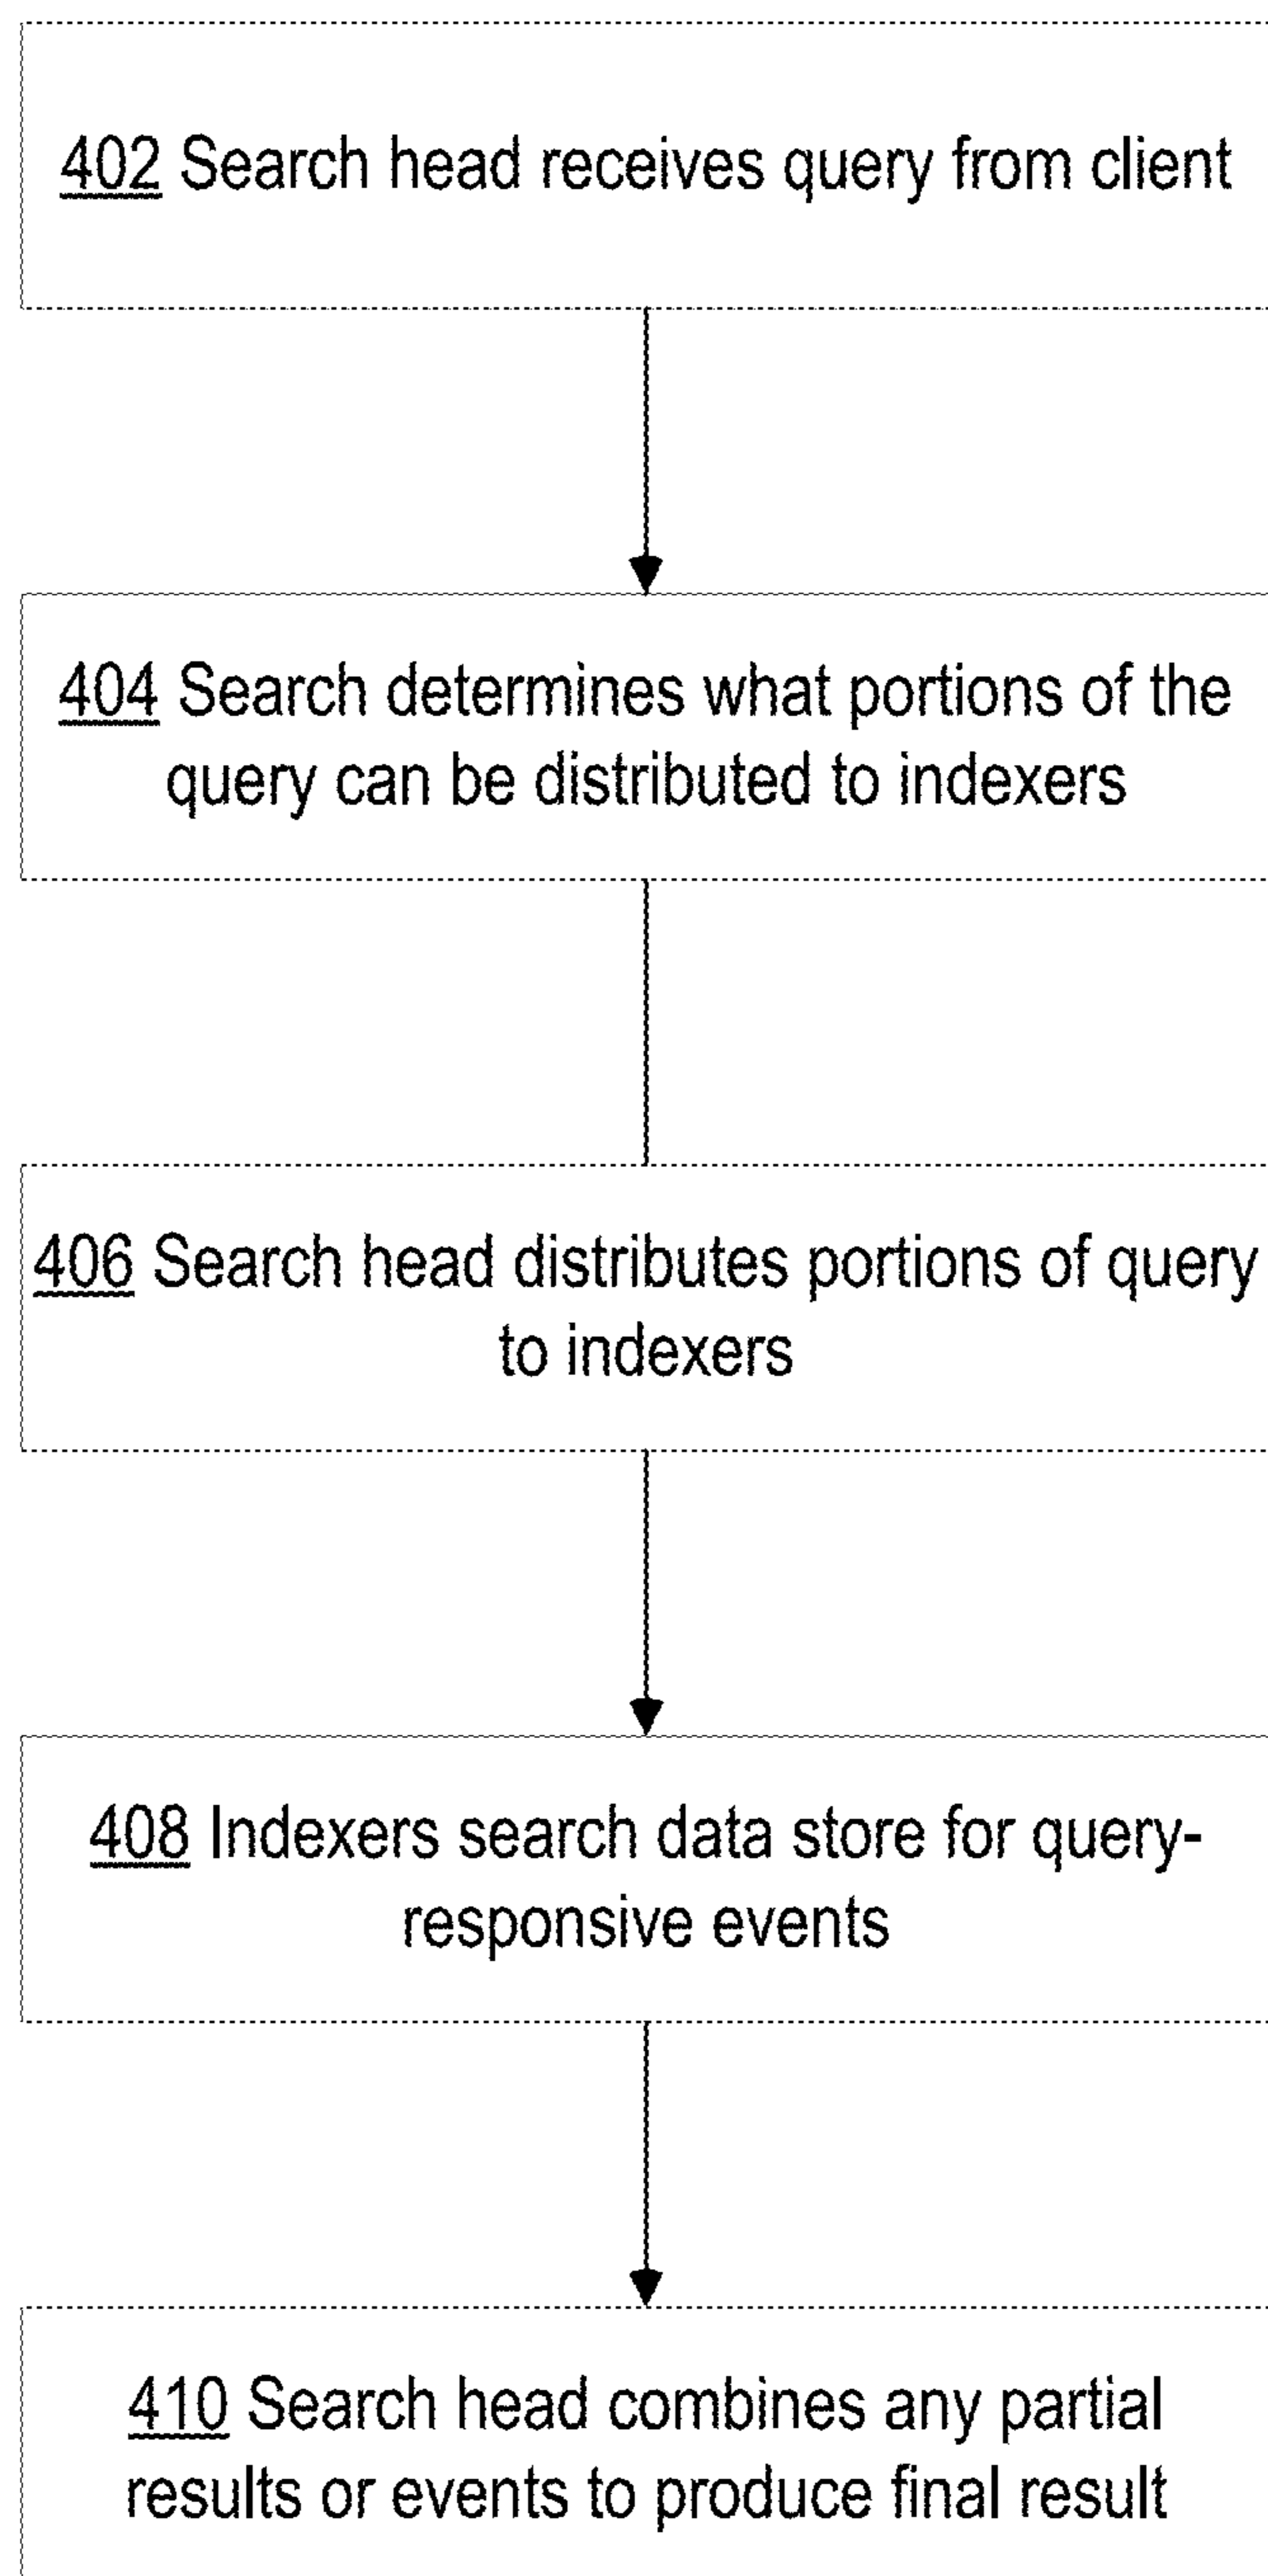 402 Search head receives query from client
404 Search determines what portions of the
query can be distributed to indexers
406 Search head distributes portions of query
to indexers
408 Indexers search data store for query-
responsive events
410 Search head combines any partial
results or events to produce final result